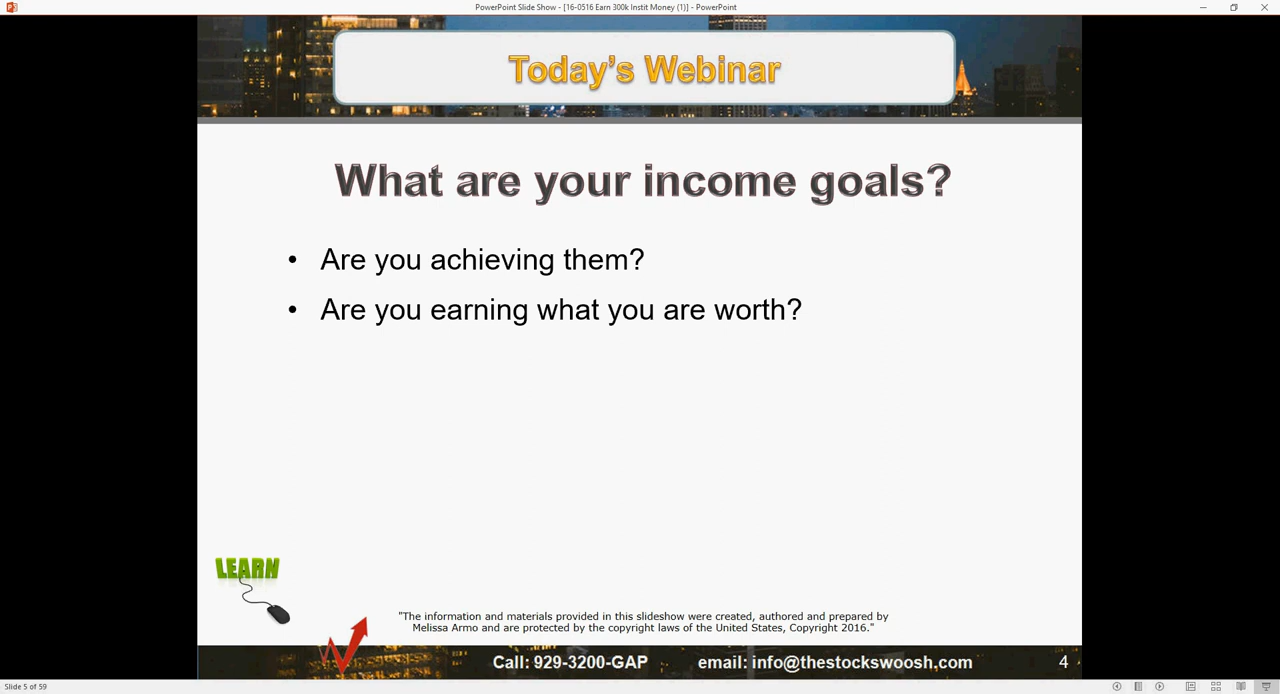 PowerPoint Slide Show - [16-0516 Earn 300k Instit Money (1)] - PowerPoint
Today's Webinar
What are your income goals?
• Are you achieving them?
• Are you earning what you are worth?
LEARN
"The information and materials provided in this slideshow were created, authored and prepared by
Melissa Armo and are protected by the copyright laws of the United States, Copyright 2016."
Call: 929-3200-GAP email: info@thestockswoosh.com 4
Slide 5 of 59